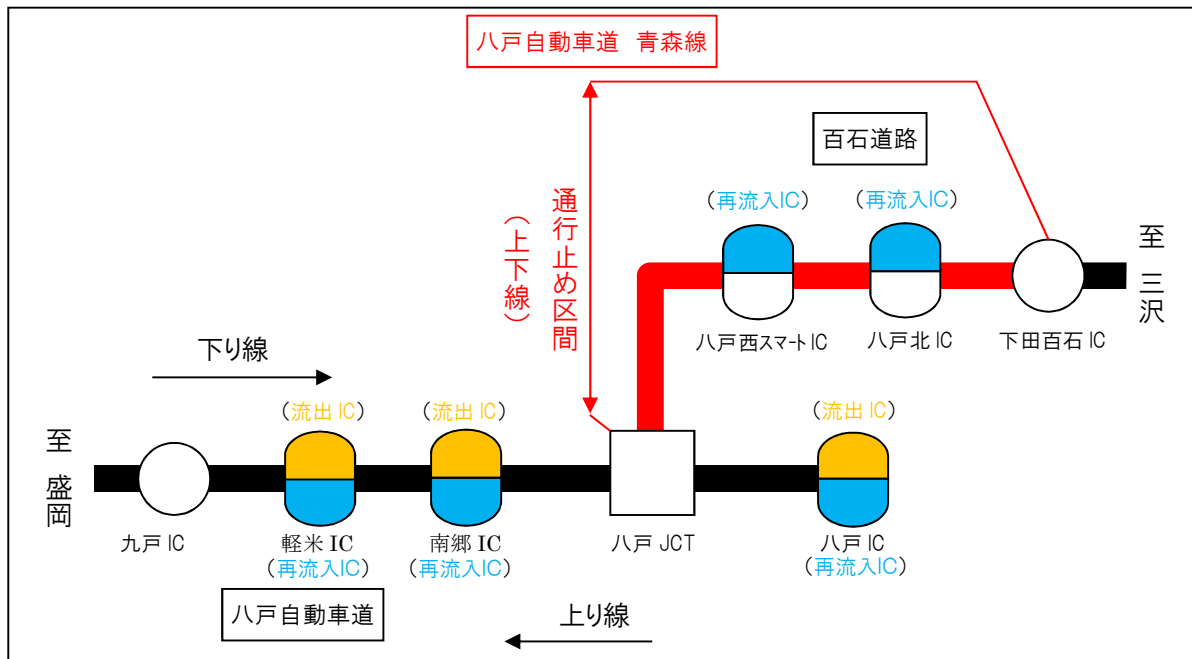 八戸自動車道 青森線
百石道路
(再流入IC)
(再流入IC)
至 三沢
通行止め区間
(上下線)
八戸西スマートIC
八戸北IC
下田百石IC
下り線
(流出IC)
(流出IC)
(流出IC)
至 盛岡
九戸IC
軽米IC
南郷IC
八戸JCT
八戸IC
(再流入IC)
(再流入IC)
(再流入IC)
八戸自動車道
上り線